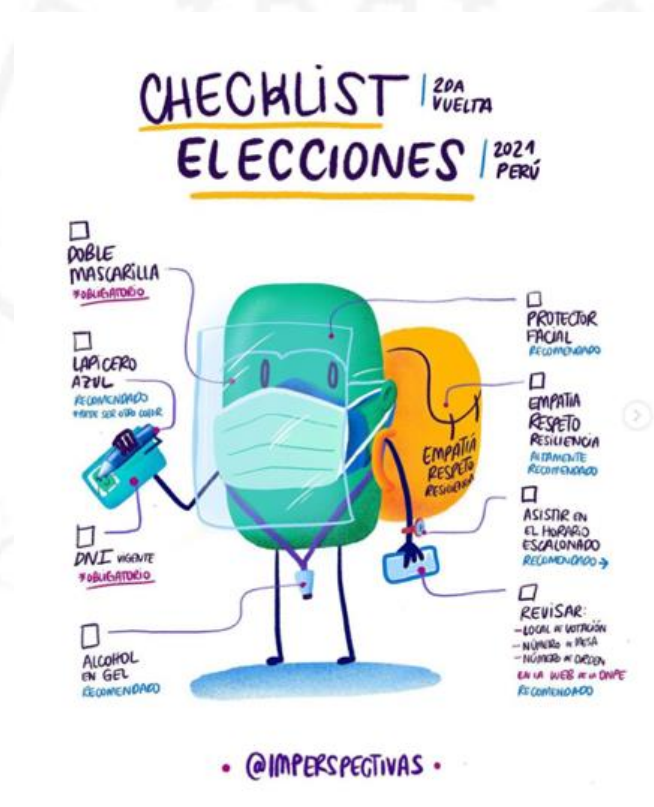 CHECKLIST
2DA
VUELTA
ELECCIONES
2021
PERÚ
DOBLE
MASCARILLA
*OBLIGATORIO
LAPICERO
AZUL
RECOMENDADO
*PUEDE SER OTRO COLOR
DNI VIGENTE
*OBLIGATORIO
ALCOHOL
EN GEL
RECOMENDADO
PROTECTOR
FACIAL
RECOMENDADO
EMPATÍA
RESPETO
RESILIENCIA
ALTAMENTE
RECOMENDADO
EMPATÍA
RESPETO
RESILIENCIA
ASISTIR EN
EL HORARIO
ESCALONADO
RECOMENDADO →
REVISAR:
- LOCAL DE VOTACIÓN
- NÚMERO DE MESA
- NÚMERO DE ORDEN
EN LA WEB DE LA ONPE
RECOMENDADO
• @IMPERSPECTIVAS •